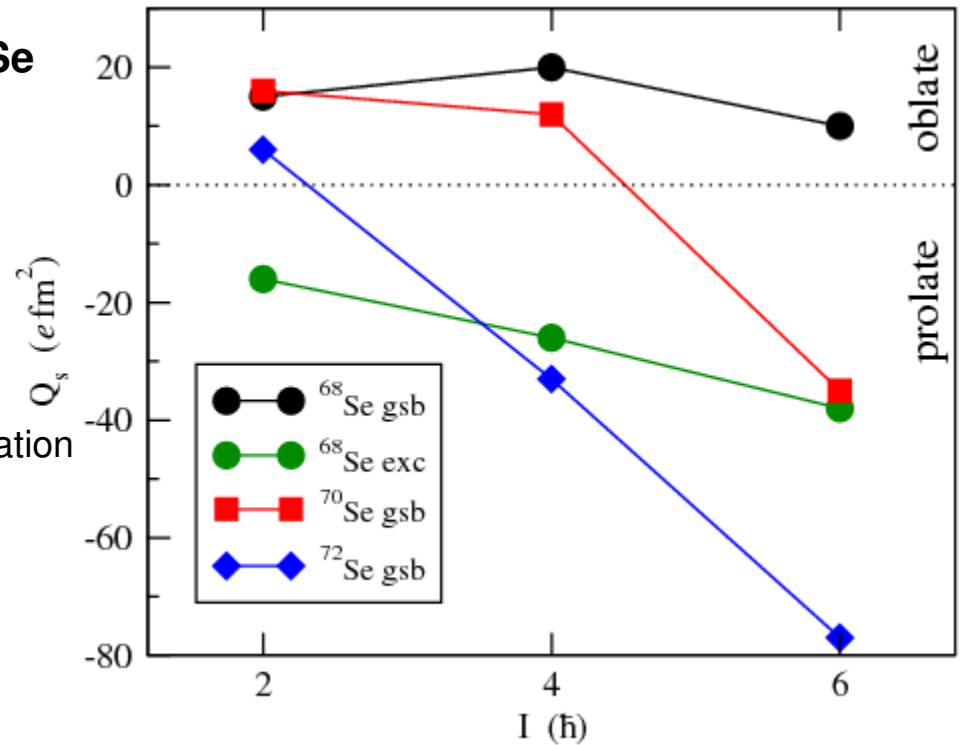 Se
20
0
-20
-40
-60
-80
Qs (e fm²)
ation
oblate
prolate
⁶⁸Se gsb
⁶⁸Se exc
⁷⁰Se gsb
⁷²Se gsb
2 4 6
I (ħ)